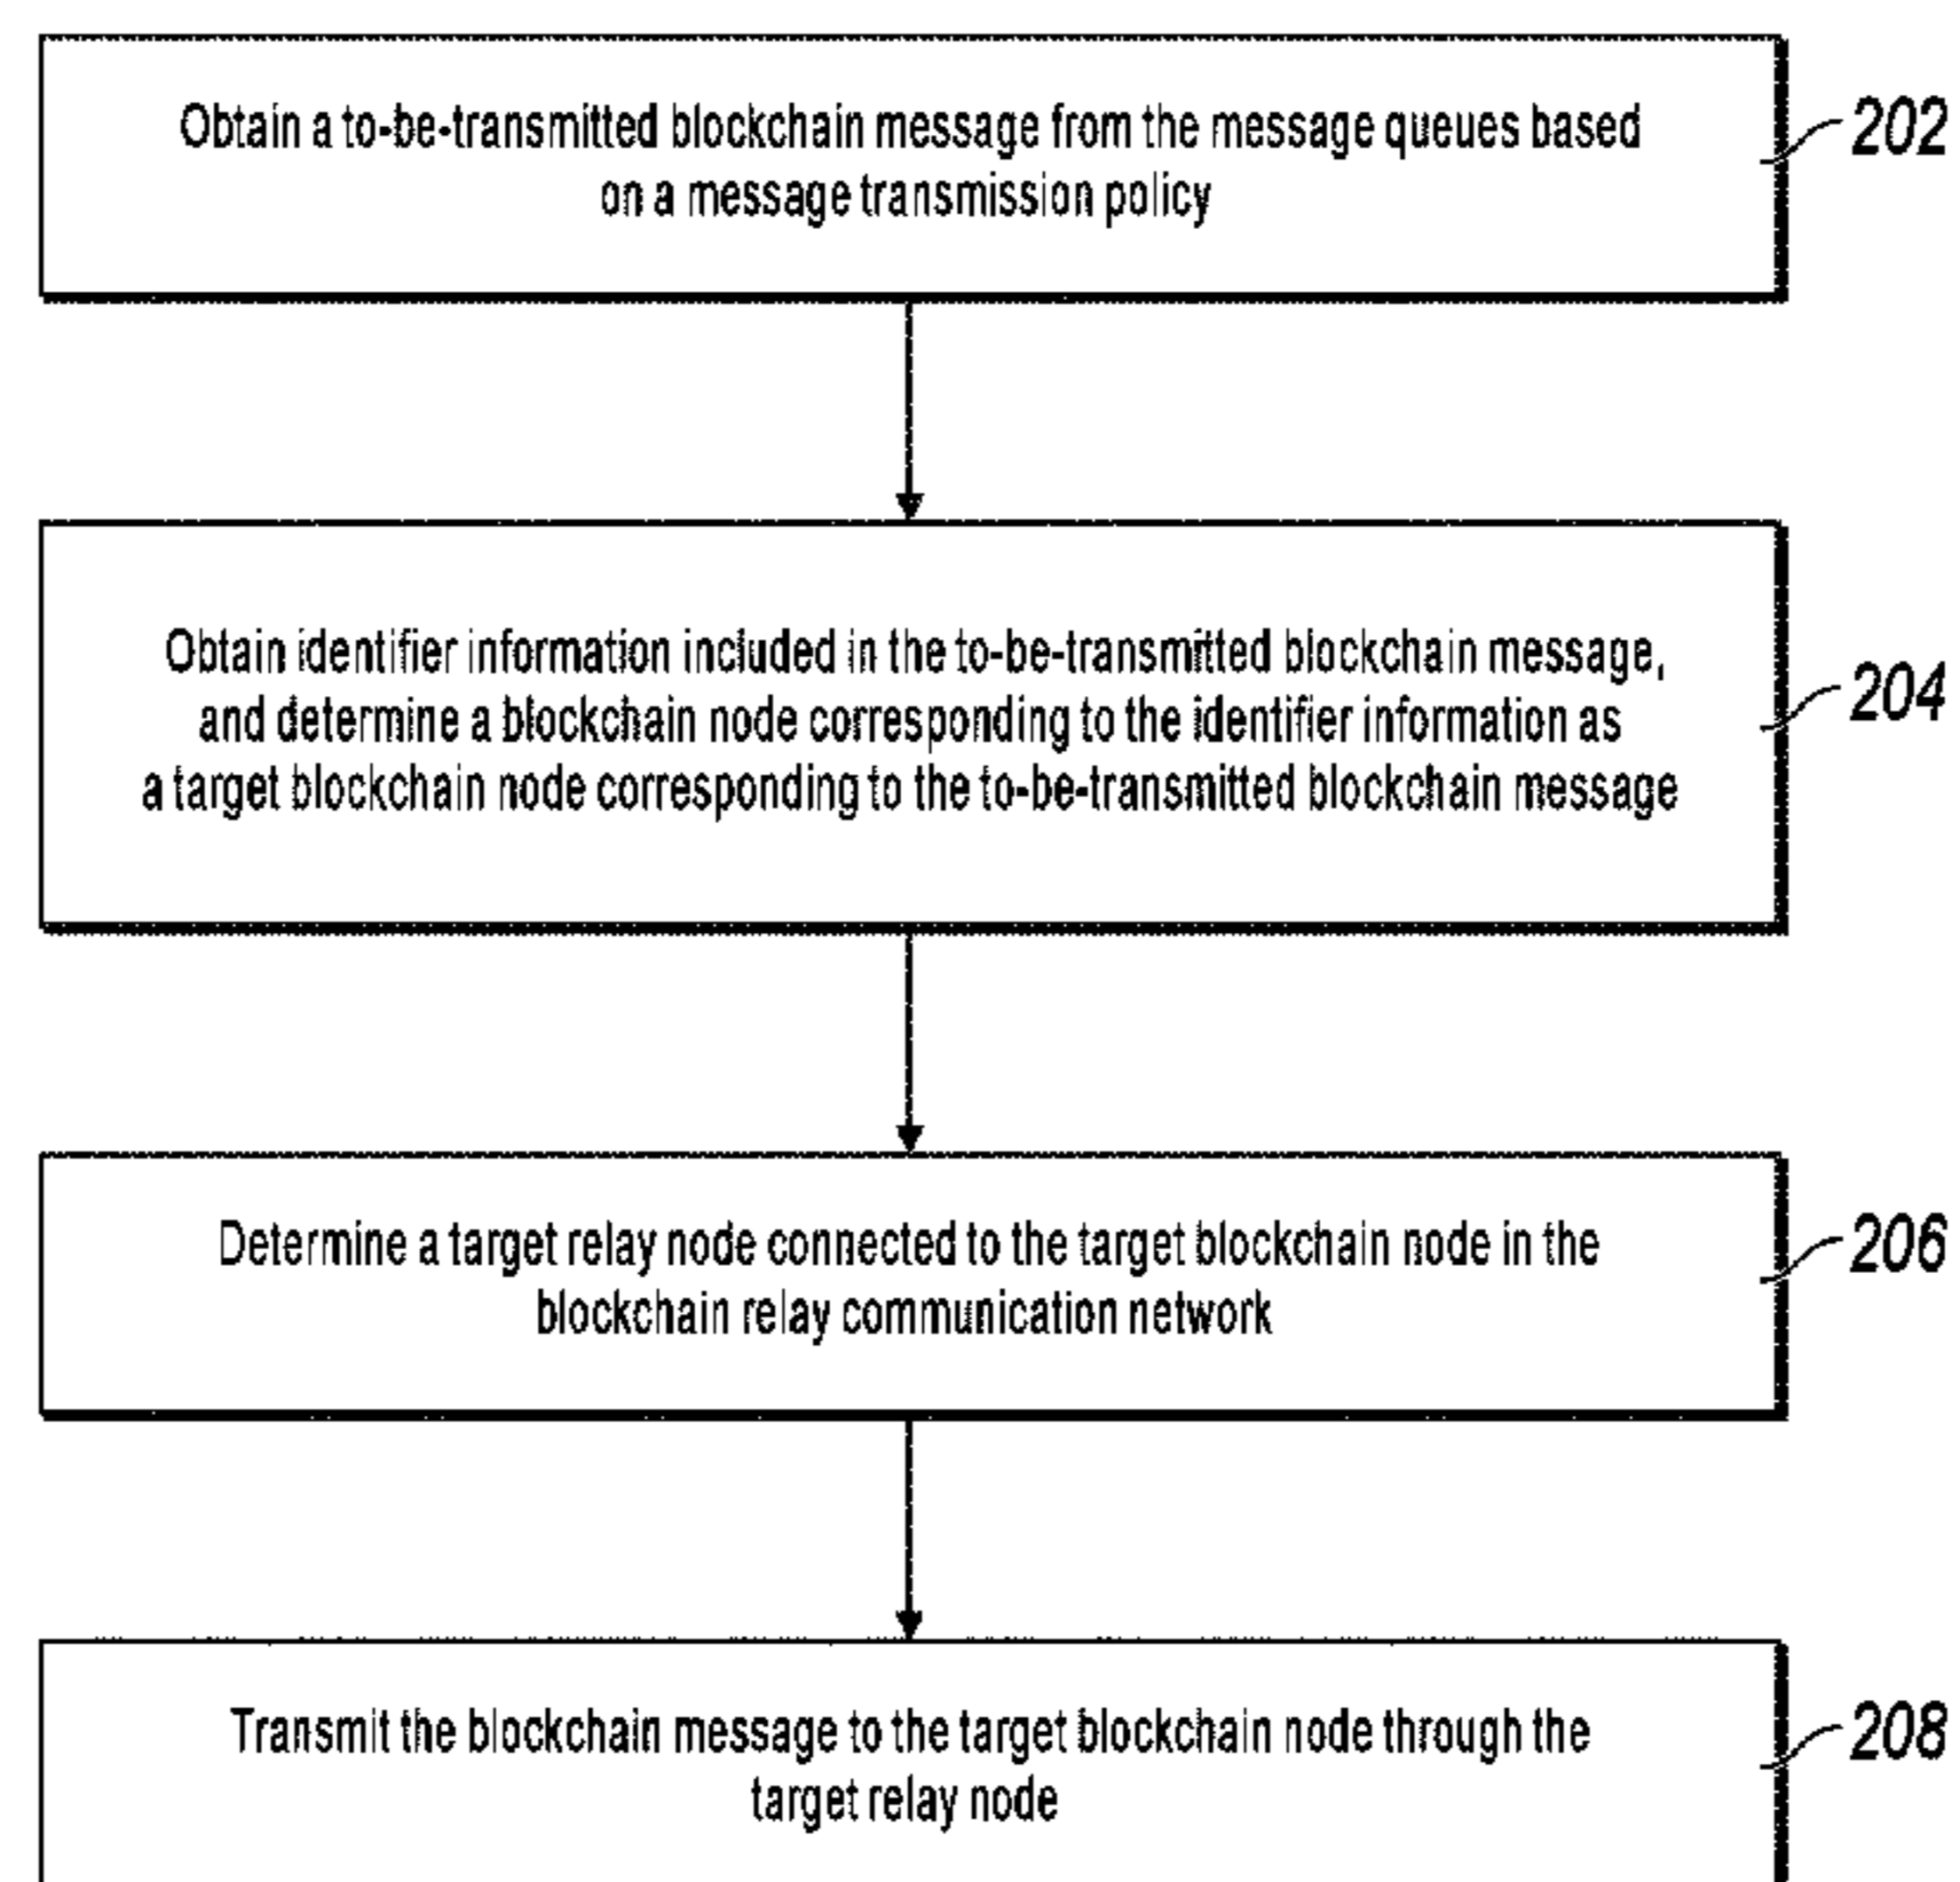 Obtain a to-be-transmitted blockchain message from the message queues based
on a message transmission policy
202
Obtain identifier information included in the to-be-transmitted blockchain message,
and determine a blockchain node corresponding to the identifier information as
a target blockchain node corresponding to the to-be-transmitted blockchain message
204
Determine a target relay node connected to the target blockchain node in the
blockchain relay communication network
206
Transmit the blockchain message to the target blockchain node through the
target relay node
208